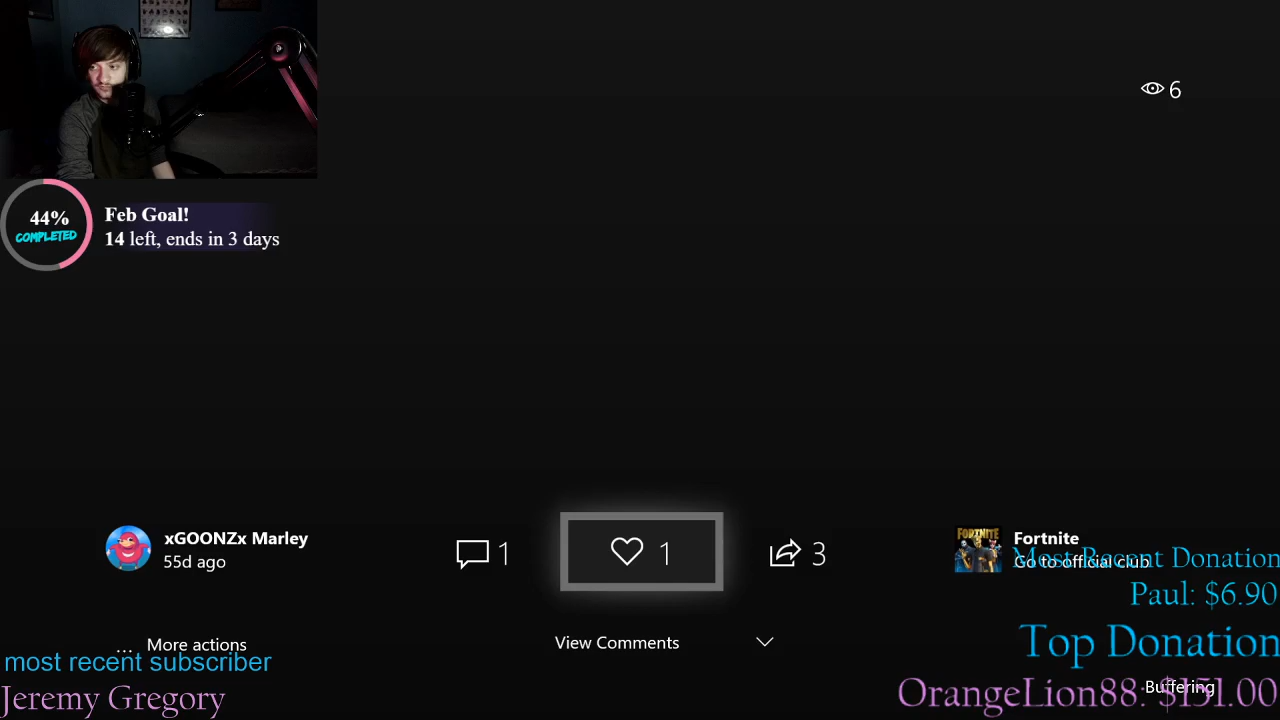 6
44%
COMPLETED
Feb Goal!
14 left, ends in 3 days
xGOONZx Marley
55d ago
1
1
3
FORTNITE
Fortnite
Go to official club
Most Recent Donation
Paul: $6.90
... More actions
View Comments
most recent subscriber
Jeremy Gregory
Top Donation
OrangeLion88: $151.00
Buffering